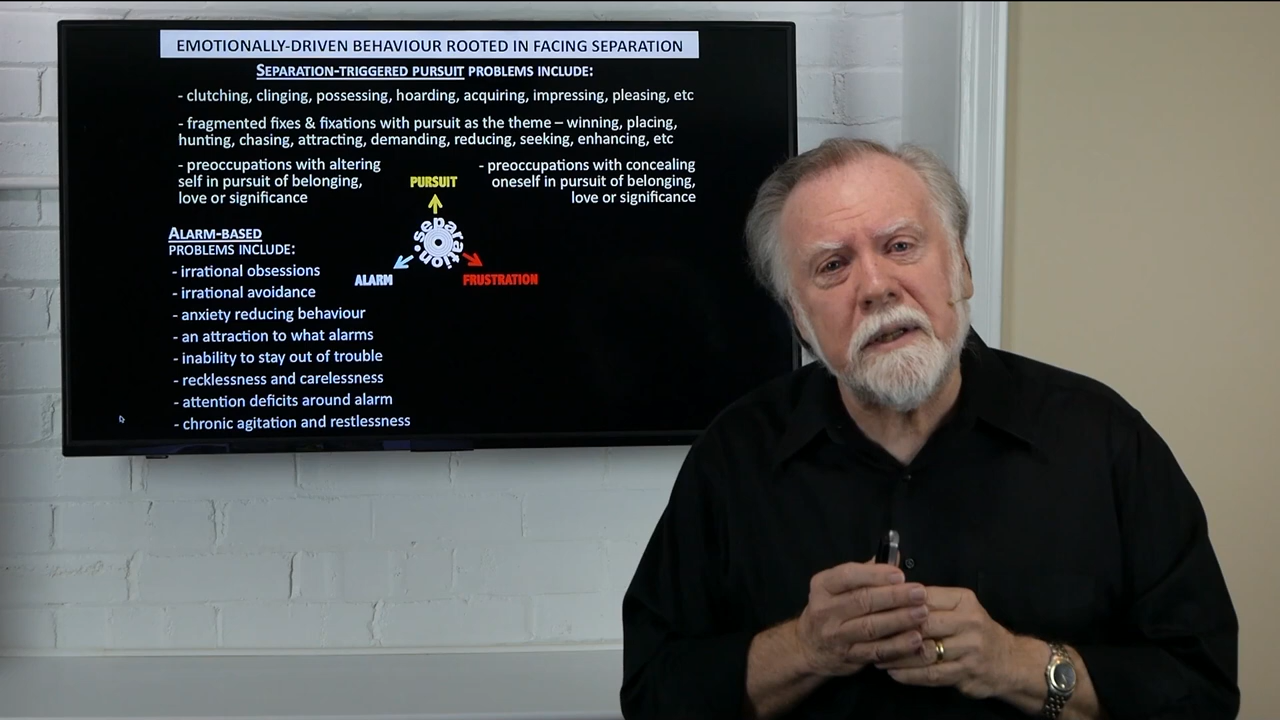 EMOTIONALLY-DRIVEN BEHAVIOUR ROOTED IN FACING SEPARATION
SEPARATION-TRIGGERED PURSUIT PROBLEMS INCLUDE:
- clutching, clinging, possessing, hoarding, acquiring, impressing, pleasing, etc
- fragmented fixes & fixations with pursuit as the theme – winning, placing,
hunting, chasing, attracting, demanding, reducing, seeking, enhancing, etc
- preoccupations with altering
self in pursuit of belonging,
love or significance
- preoccupations with concealing
oneself in pursuit of belonging,
love or significance
PURSUIT
separation
ALARM
FRUSTRATION
ALARM-BASED
PROBLEMS INCLUDE:
- irrational obsessions
- irrational avoidance
- anxiety reducing behaviour
- an attraction to what alarms
- inability to stay out of trouble
- recklessness and carelessness
- attention deficits around alarm
- chronic agitation and restlessness